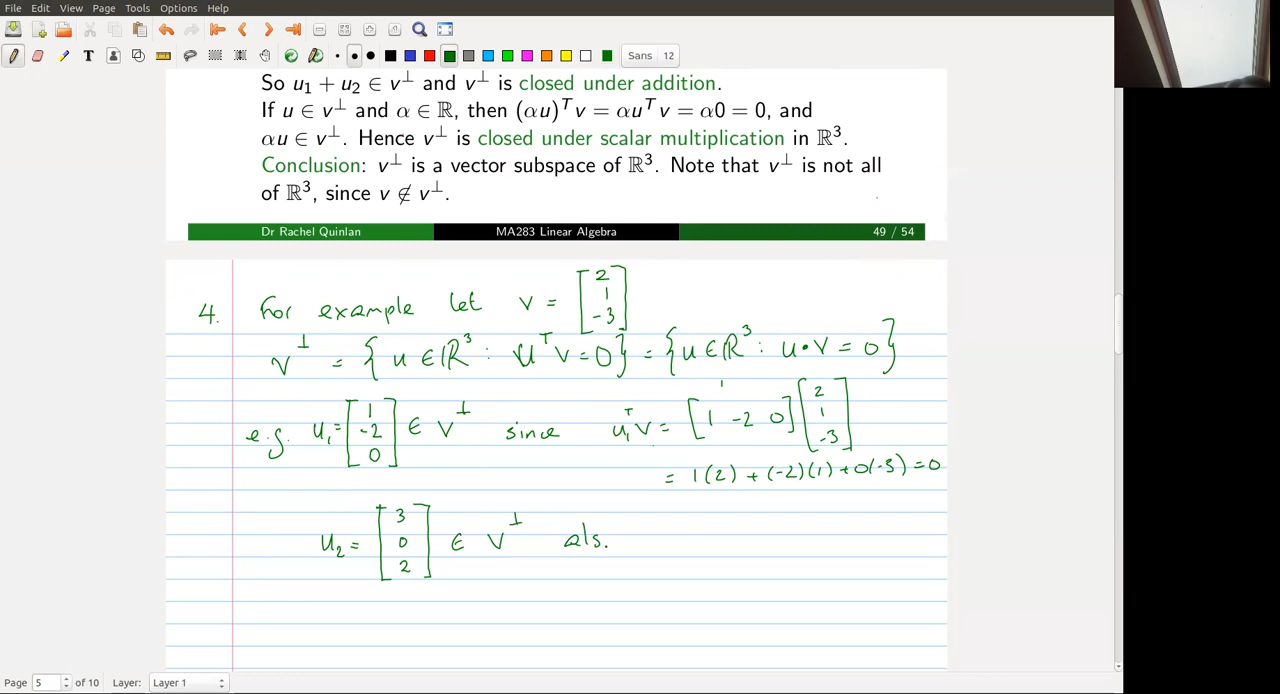 File Edit View Page Tools Options Help
Sans 12
So u₁ + u₂ ∈ v⊥ and v⊥ is closed under addition.
If u ∈ v⊥ and α ∈ ℝ, then (αu)ᵀv = αuᵀv = α0 = 0, and
αu ∈ v⊥. Hence v⊥ is closed under scalar multiplication in ℝ³.
Conclusion: v⊥ is a vector subspace of ℝ³. Note that v⊥ is not all
of ℝ³, since v ∉ v⊥.
Dr Rachel Quinlan MA283 Linear Algebra 49 / 54
4. For example let v = [2 1 -3]
v⊥ = {u ∈ ℝ³ : uᵀv = 0} = {u ∈ ℝ³ : u•v = 0}
e.g. u₁ = [1 -2 0] ∈ v⊥ since u₁ᵀv = [1 -2 0] [2 1 -3]
= 1(2) + (-2)(1) + 0(-3) = 0
u₂ = [3 0 2] ∈ v⊥ als.
Page 5 of 10 Layer: Layer 1